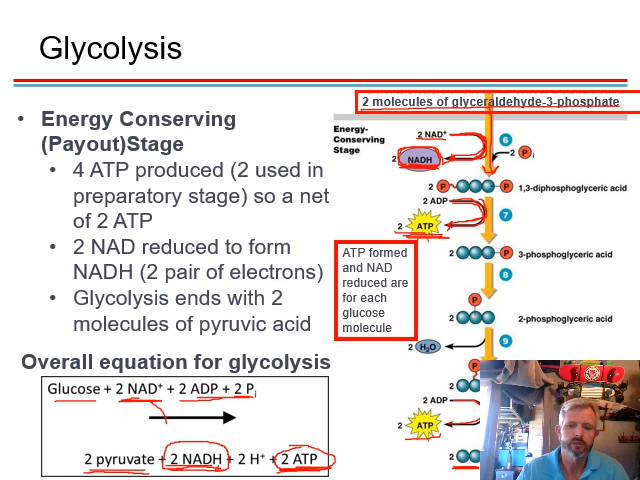 Glycolysis
• Energy Conserving
(Payout)Stage
• 4 ATP produced (2 used in
preparatory stage) so a net
of 2 ATP
• 2 NAD reduced to form
NADH (2 pair of electrons)
• Glycolysis ends with 2
molecules of pyruvic acid
Overall equation for glycolysis
Glucose + 2 NAD⁺ + 2 ADP + 2 Pᵢ
2 pyruvate + 2 NADH + 2 H⁺ + 2 ATP
2 molecules of glyceraldehyde-3-phosphate
Energy-
Conserving
Stage
2 NAD⁺
6
2 NADH
2 P i
2 P P 1,3-diphosphoglyceric acid
2 ADP
7
2 ATP
2 P 3-phosphoglyceric acid
8
ATP formed
and NAD
reduced are
for each
glucose
molecule
P
2 2-phosphoglyceric acid
9
2 H₂O
P
2
2 ADP
2 ATP
2